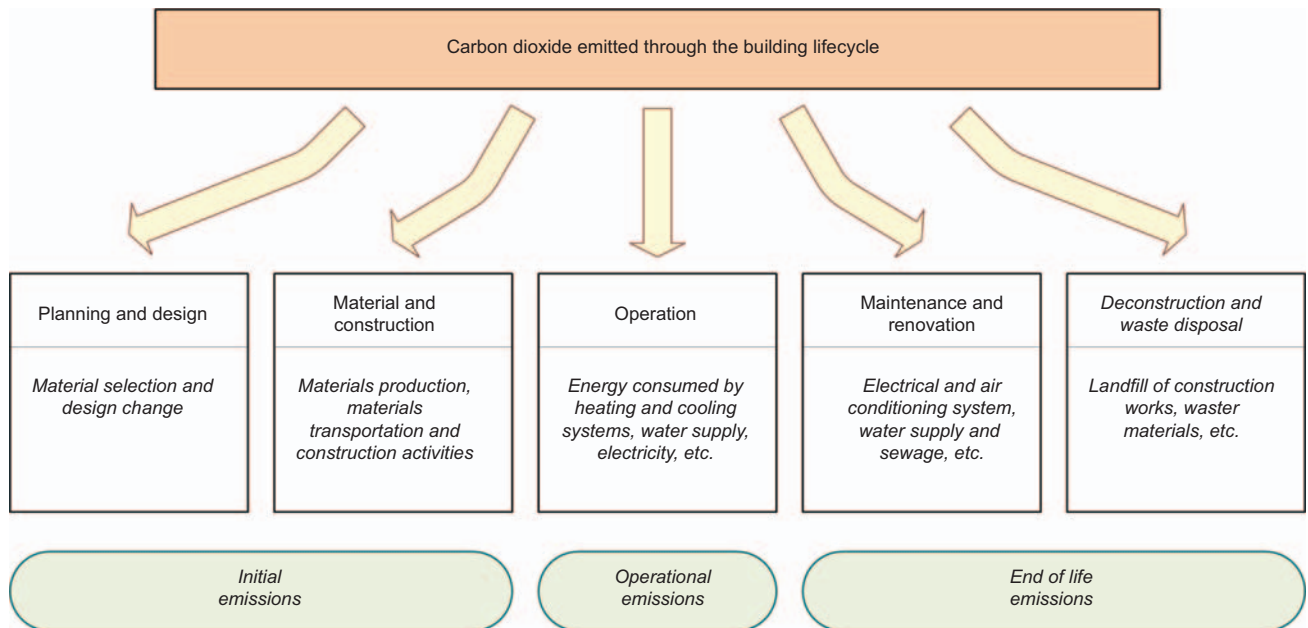 Carbon dioxide emitted through the building lifecycle
Planning and design
Material selection and
design change
Material and
construction
Materials production,
materials
transportation and
construction activities
Operation
Energy consumed by
heating and cooling
systems, water supply,
electricity, etc.
Maintenance and
renovation
Electrical and air
conditioning system,
water supply and
sewage, etc.
Deconstruction and
waste disposal
Landfill of construction
works, waster
materials, etc.
Initial
emissions
Operational
emissions
End of life
emissions